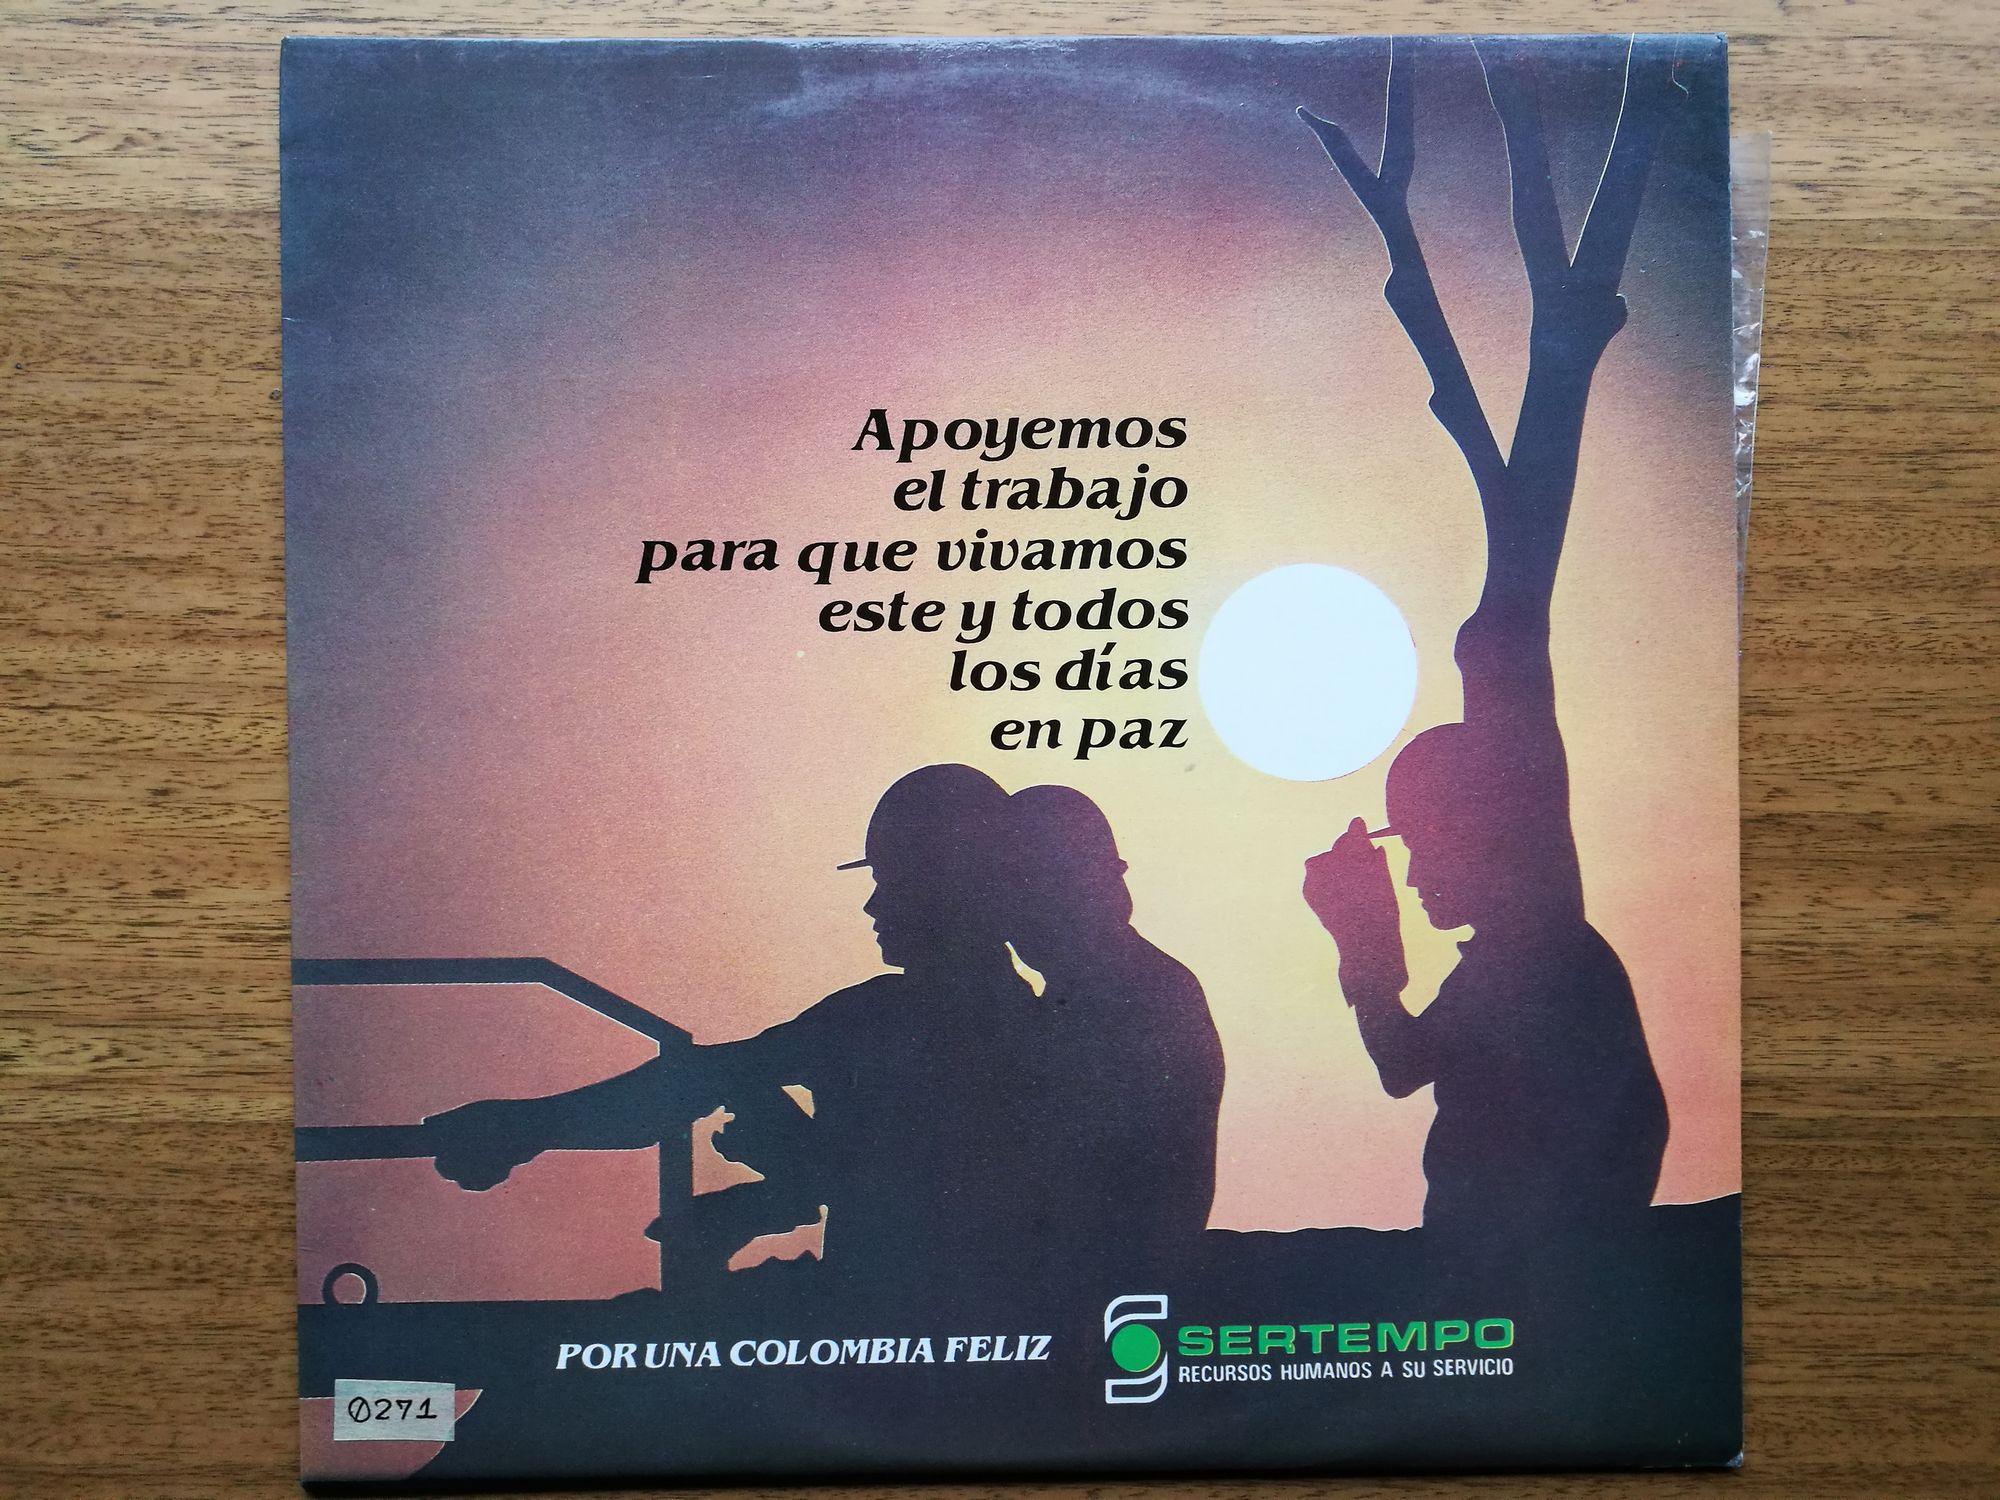 Apoyemos
el trabajo
para que vivamos
este y todos
los días
en paz
POR UNA COLOMBIA FELIZ
SERTEMPO
RECURSOS HUMANOS A SU SERVICIO
0271